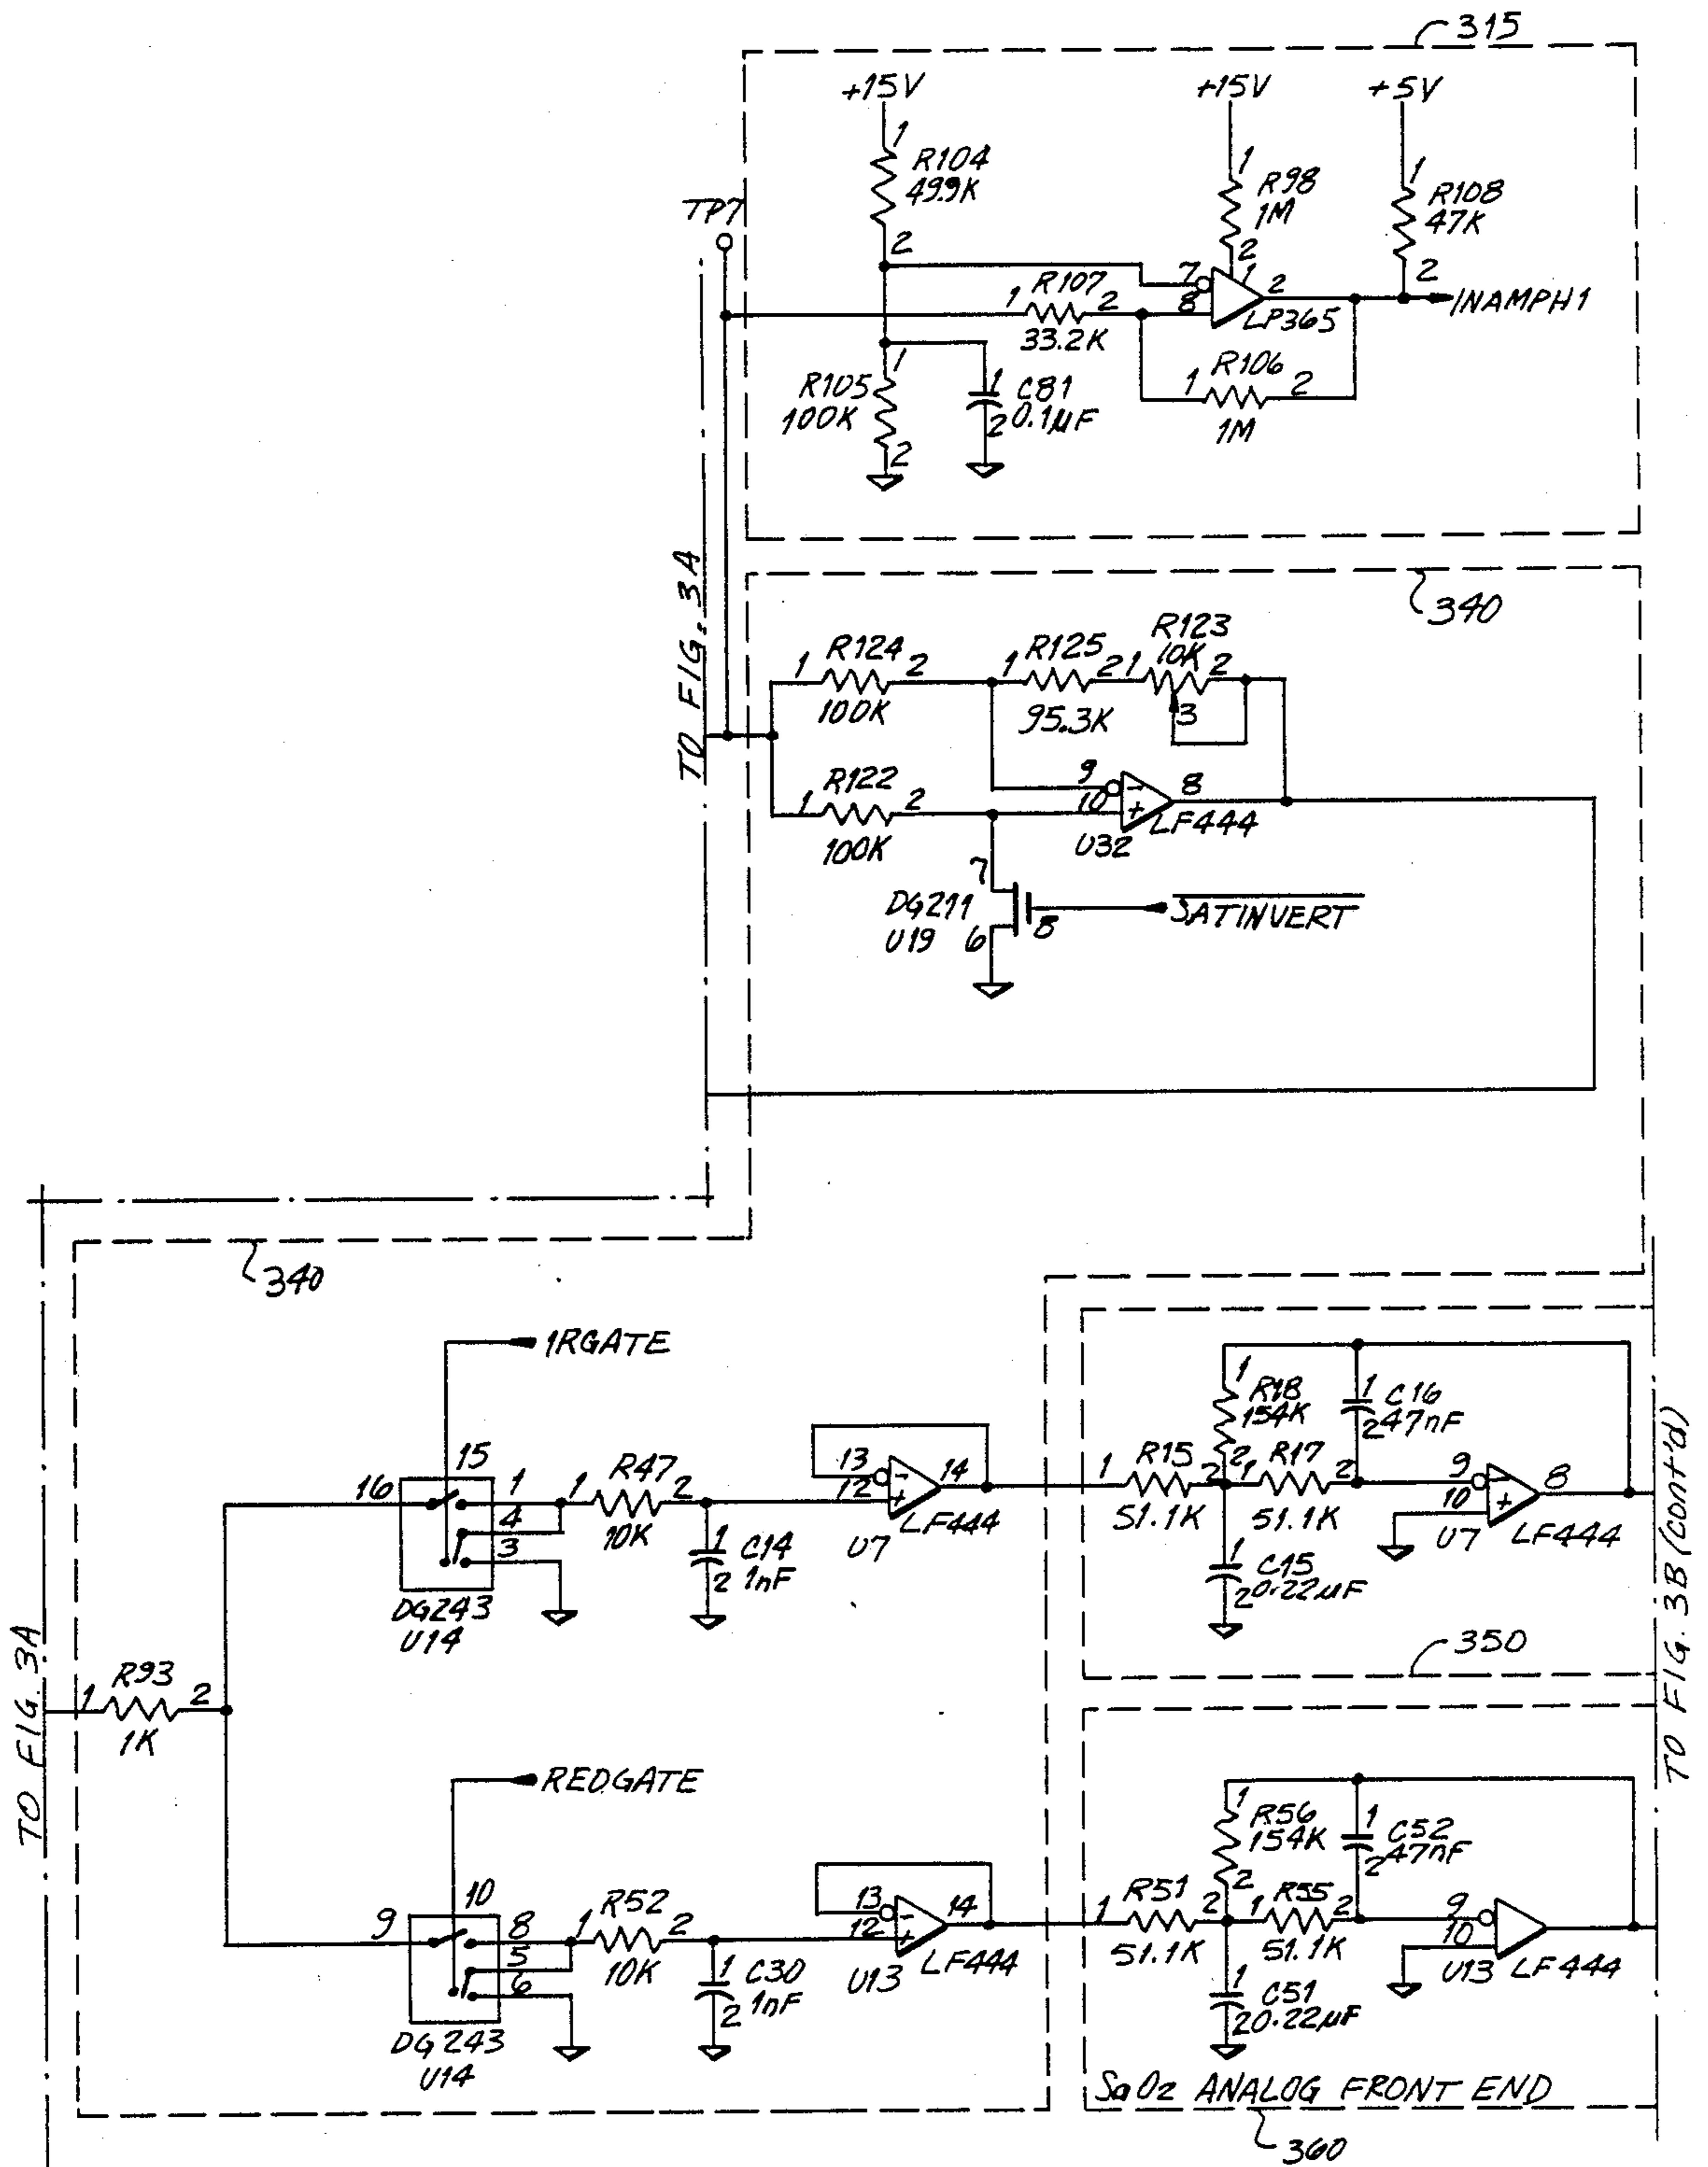 315
+15V
+15V
+5V
1
R104
49.9K
2
1
R98
1M
2
1
R108
47K
2
TP7
1
R107
2
33.2K
7
8
1
2
LP365
INAMPH1
1
R106
2
1M
1
R105
100K
2
1
C81
2
0.1µF
TO FIG. 3A
340
1
R124
2
100K
1
R125
2
95.3K
1
R123
10K
2
3
1
R122
2
100K
9
-
10
+
8
LF444
U32
7
DG211
U19
6
8
SATINVERT
340
IRGATE
15
16
1
4
3
DG243
U14
1
R47
2
10K
1
C14
2
1nF
13
-
12
+
14
U7
LF444
1
R18
154K
2
1
C16
2
47nF
1
R15
2
51.1K
1
R17
2
51.1K
1
C15
2
0.22µF
9
-
10
+
8
U7
LF444
350
TO FIG. 3A
1
R93
2
1K
REDGATE
10
9
8
5
6
DG243
U14
1
R52
2
10K
1
C30
2
1nF
13
-
12
+
14
U13
LF444
1
R56
154K
2
1
C52
2
47nF
1
R51
2
51.1K
1
R55
2
51.1K
1
C51
2
0.22µF
9
10
U13
LF444
SaO2 ANALOG FRONT END
360
TO FIG. 3B (cont'd)